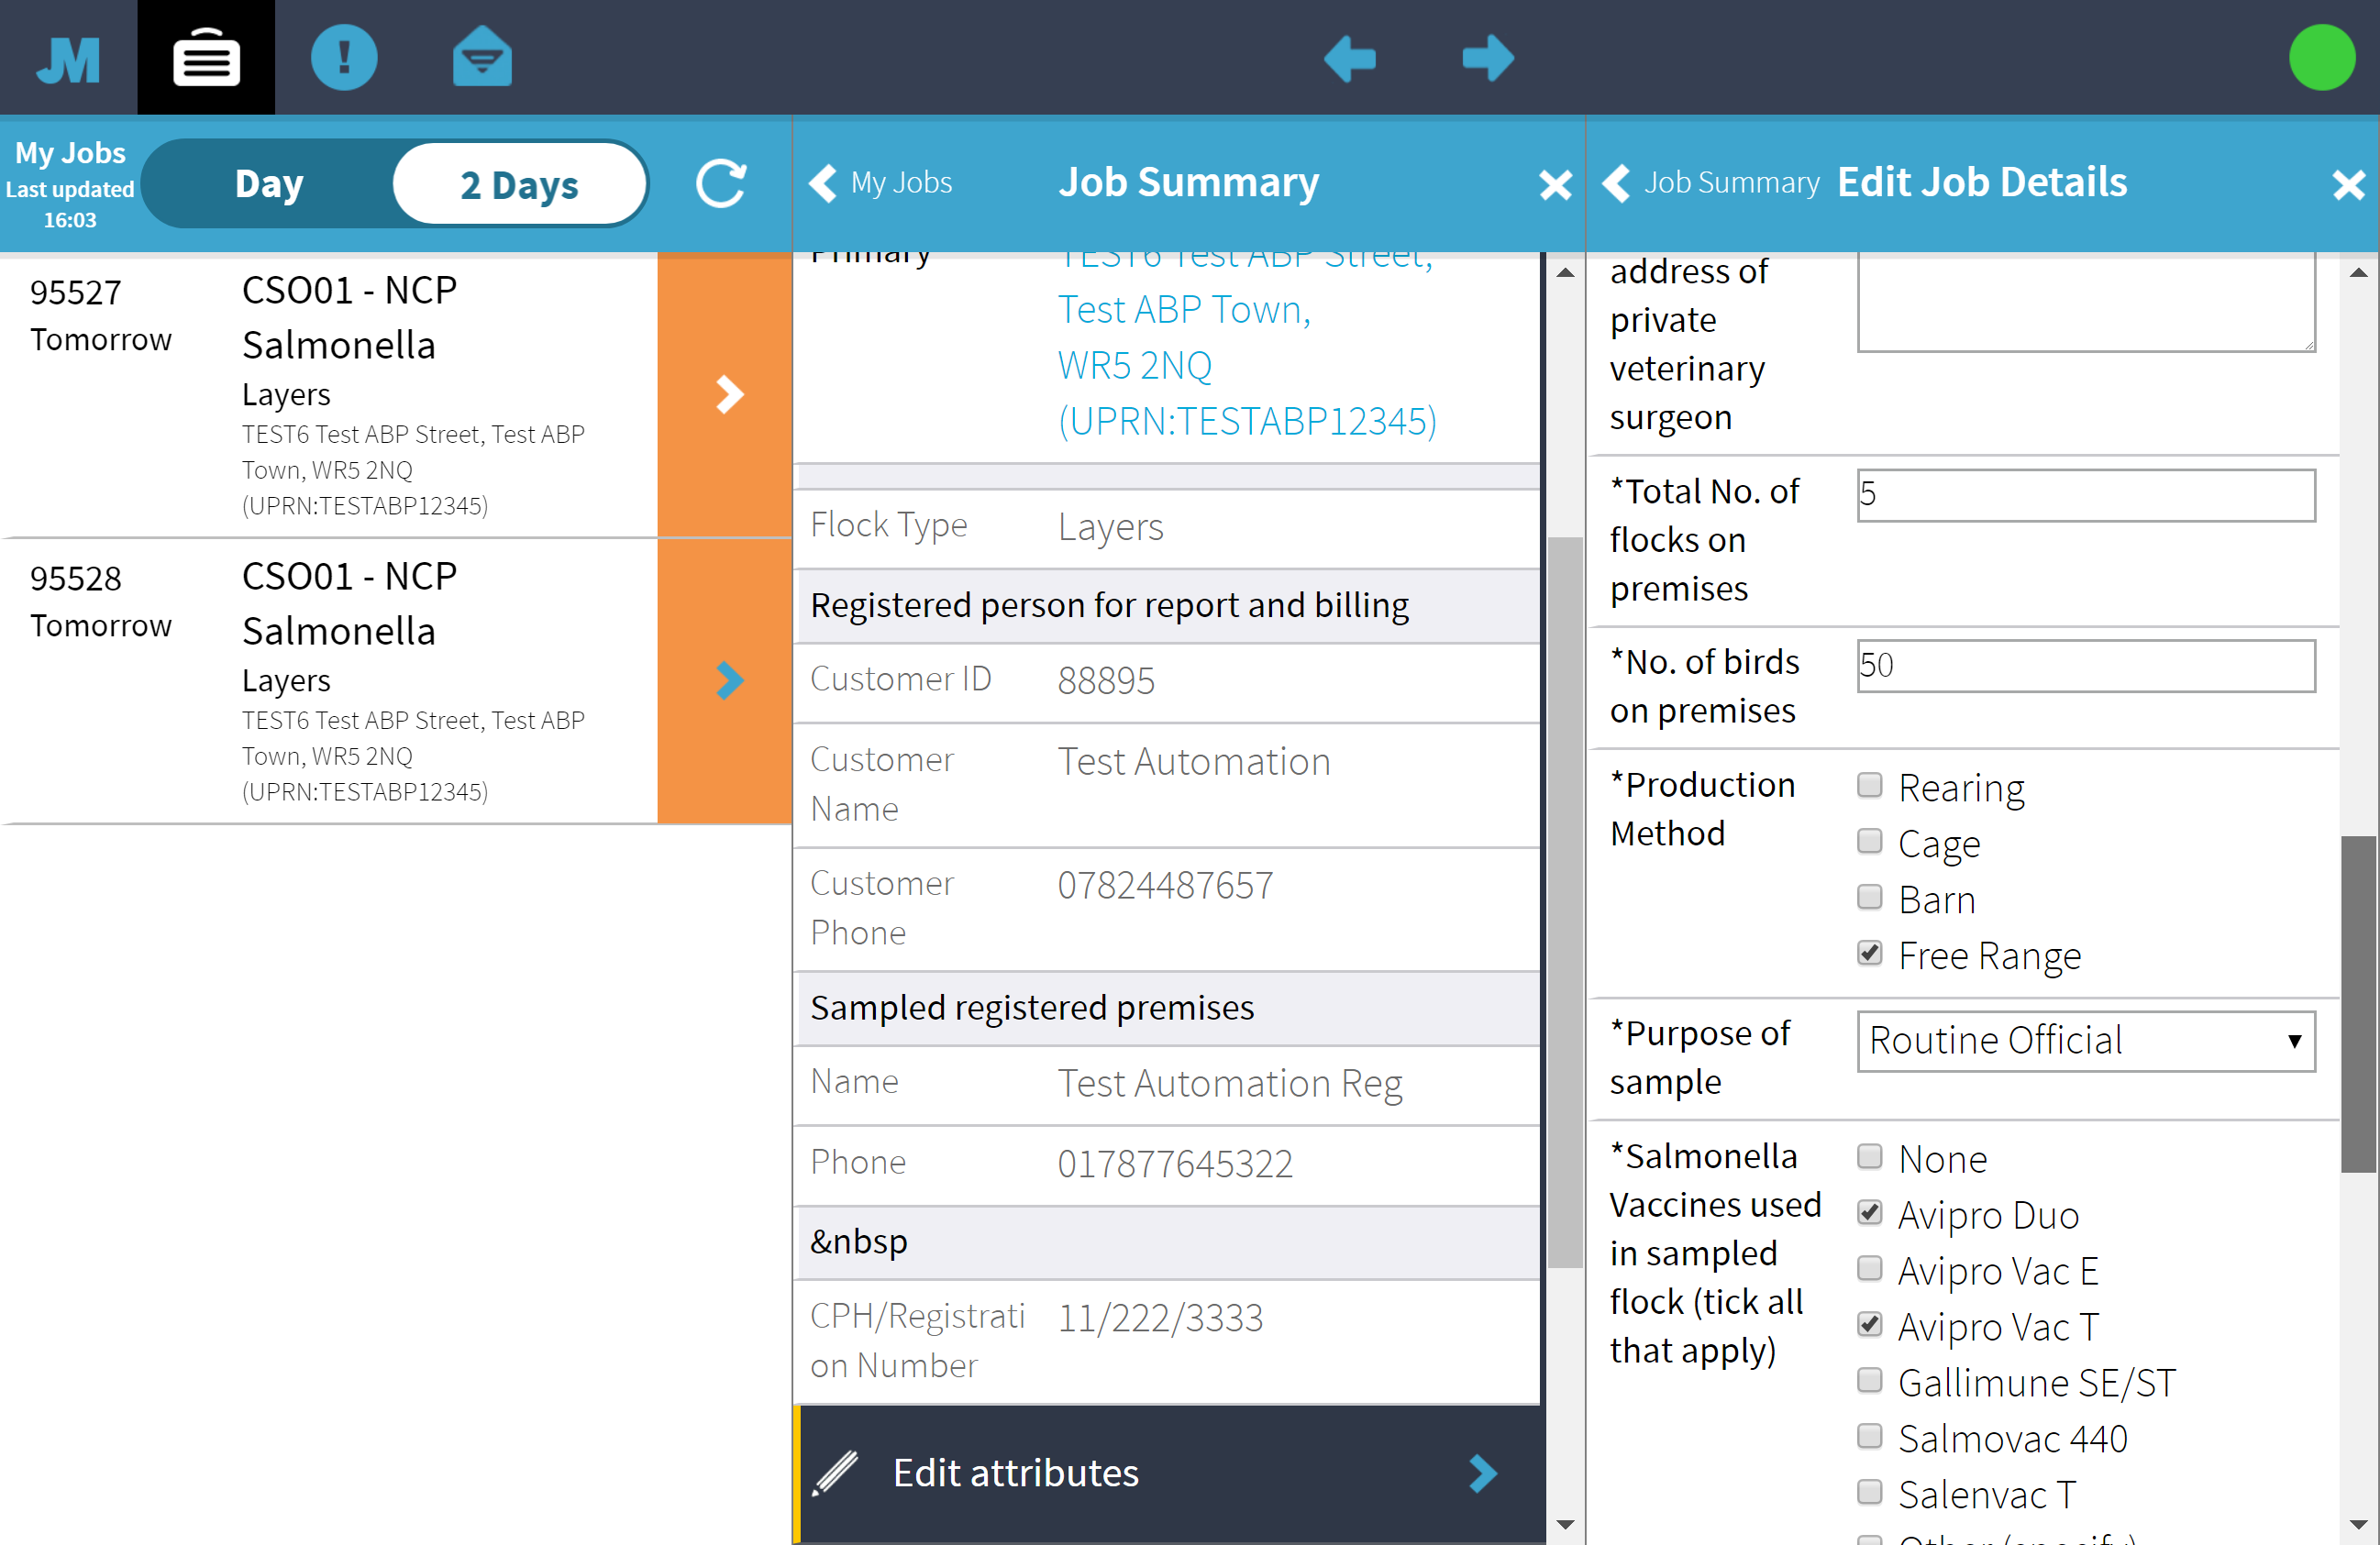 JM
My Jobs
Last updated
16:03
Day
2 Days
My Jobs
Job Summary
Job Summary
Edit Job Details
95527
Tomorrow
CSO01 - NCP
Salmonella
Layers
TEST6 Test ABP Street, Test ABP
Town, WR5 2NQ
(UPRN:TESTABP12345)
95528
Tomorrow
CSO01 - NCP
Salmonella
Layers
TEST6 Test ABP Street, Test ABP
Town, WR5 2NQ
(UPRN:TESTABP12345)
Primary
TEST6 Test ABP Street,
Test ABP Town,
WR5 2NQ
(UPRN:TESTABP12345)
Flock Type
Layers
Registered person for report and billing
Customer ID
88895
Customer
Name
Test Automation
Customer
Phone
07824487657
Sampled registered premises
Name
Test Automation Reg
Phone
017877645322
&nbsp
CPH/Registrati
on Number
11/222/3333
Edit attributes
address of
private
veterinary
surgeon
*Total No. of
flocks on
premises
5
*No. of birds
on premises
50
*Production
Method
Rearing
Cage
Barn
Free Range
*Purpose of
sample
Routine Official
*Salmonella
Vaccines used
in sampled
flock (tick all
that apply)
None
Avipro Duo
Avipro Vac E
Avipro Vac T
Gallimune SE/ST
Salmovac 440
Salenvac T
Other (specify)